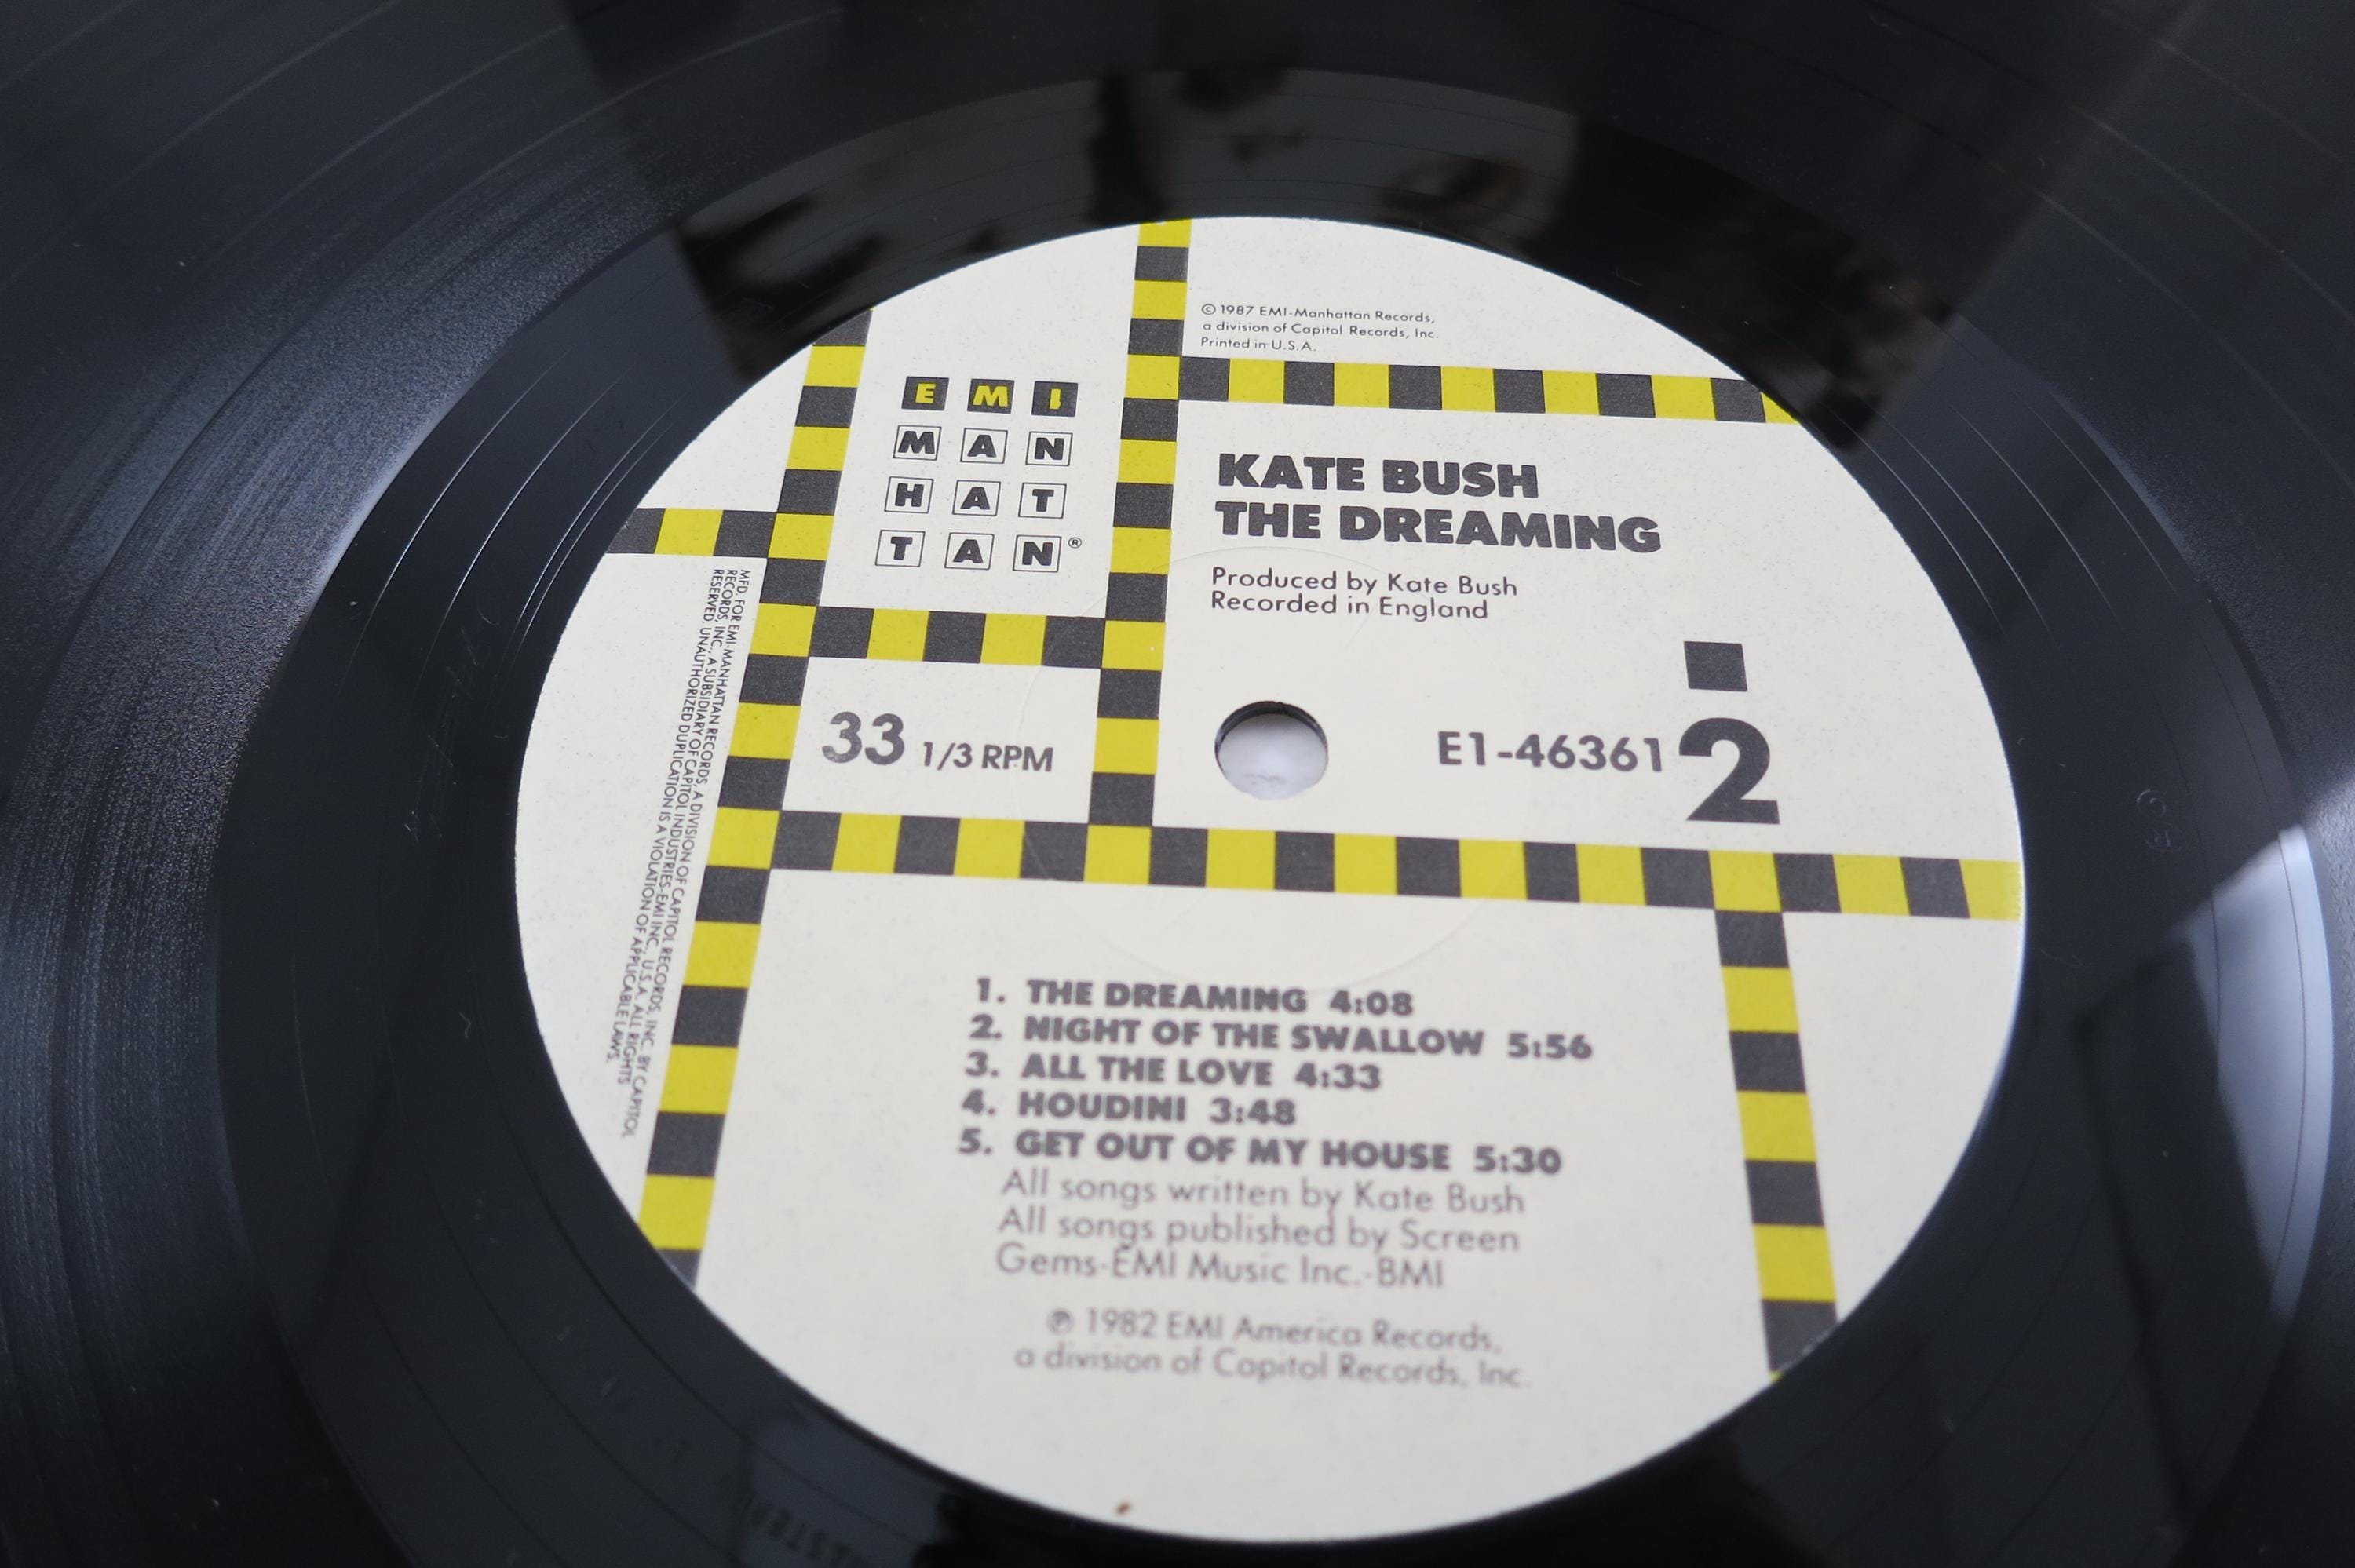 © 1987 EMI-Manhattan Records,
a division of Capitol Records, Inc.
Printed in U.S.A.
EMI
MAN
HAT
TAN®
KATE BUSH
THE DREAMING
Produced by Kate Bush
Recorded in England
33 1/3 RPM
E1-46361
2
MFD. FOR EMI-MANHATTAN RECORDS, A DIVISION OF CAPITOL RECORDS, INC. BY CAPITOL
RECORDS, INC., A SUBSIDIARY OF CAPITOL INDUSTRIES-EMI INC., U.S.A. ALL RIGHTS
RESERVED. UNAUTHORIZED DUPLICATION IS A VIOLATION OF APPLICABLE LAWS.
1. THE DREAMING 4:08
2. NIGHT OF THE SWALLOW 5:56
3. ALL THE LOVE 4:33
4. HOUDINI 3:48
5. GET OUT OF MY HOUSE 5:30
All songs written by Kate Bush
All songs published by Screen
Gems-EMI Music Inc.-BMI
℗ 1982 EMI America Records,
a division of Capitol Records, Inc.